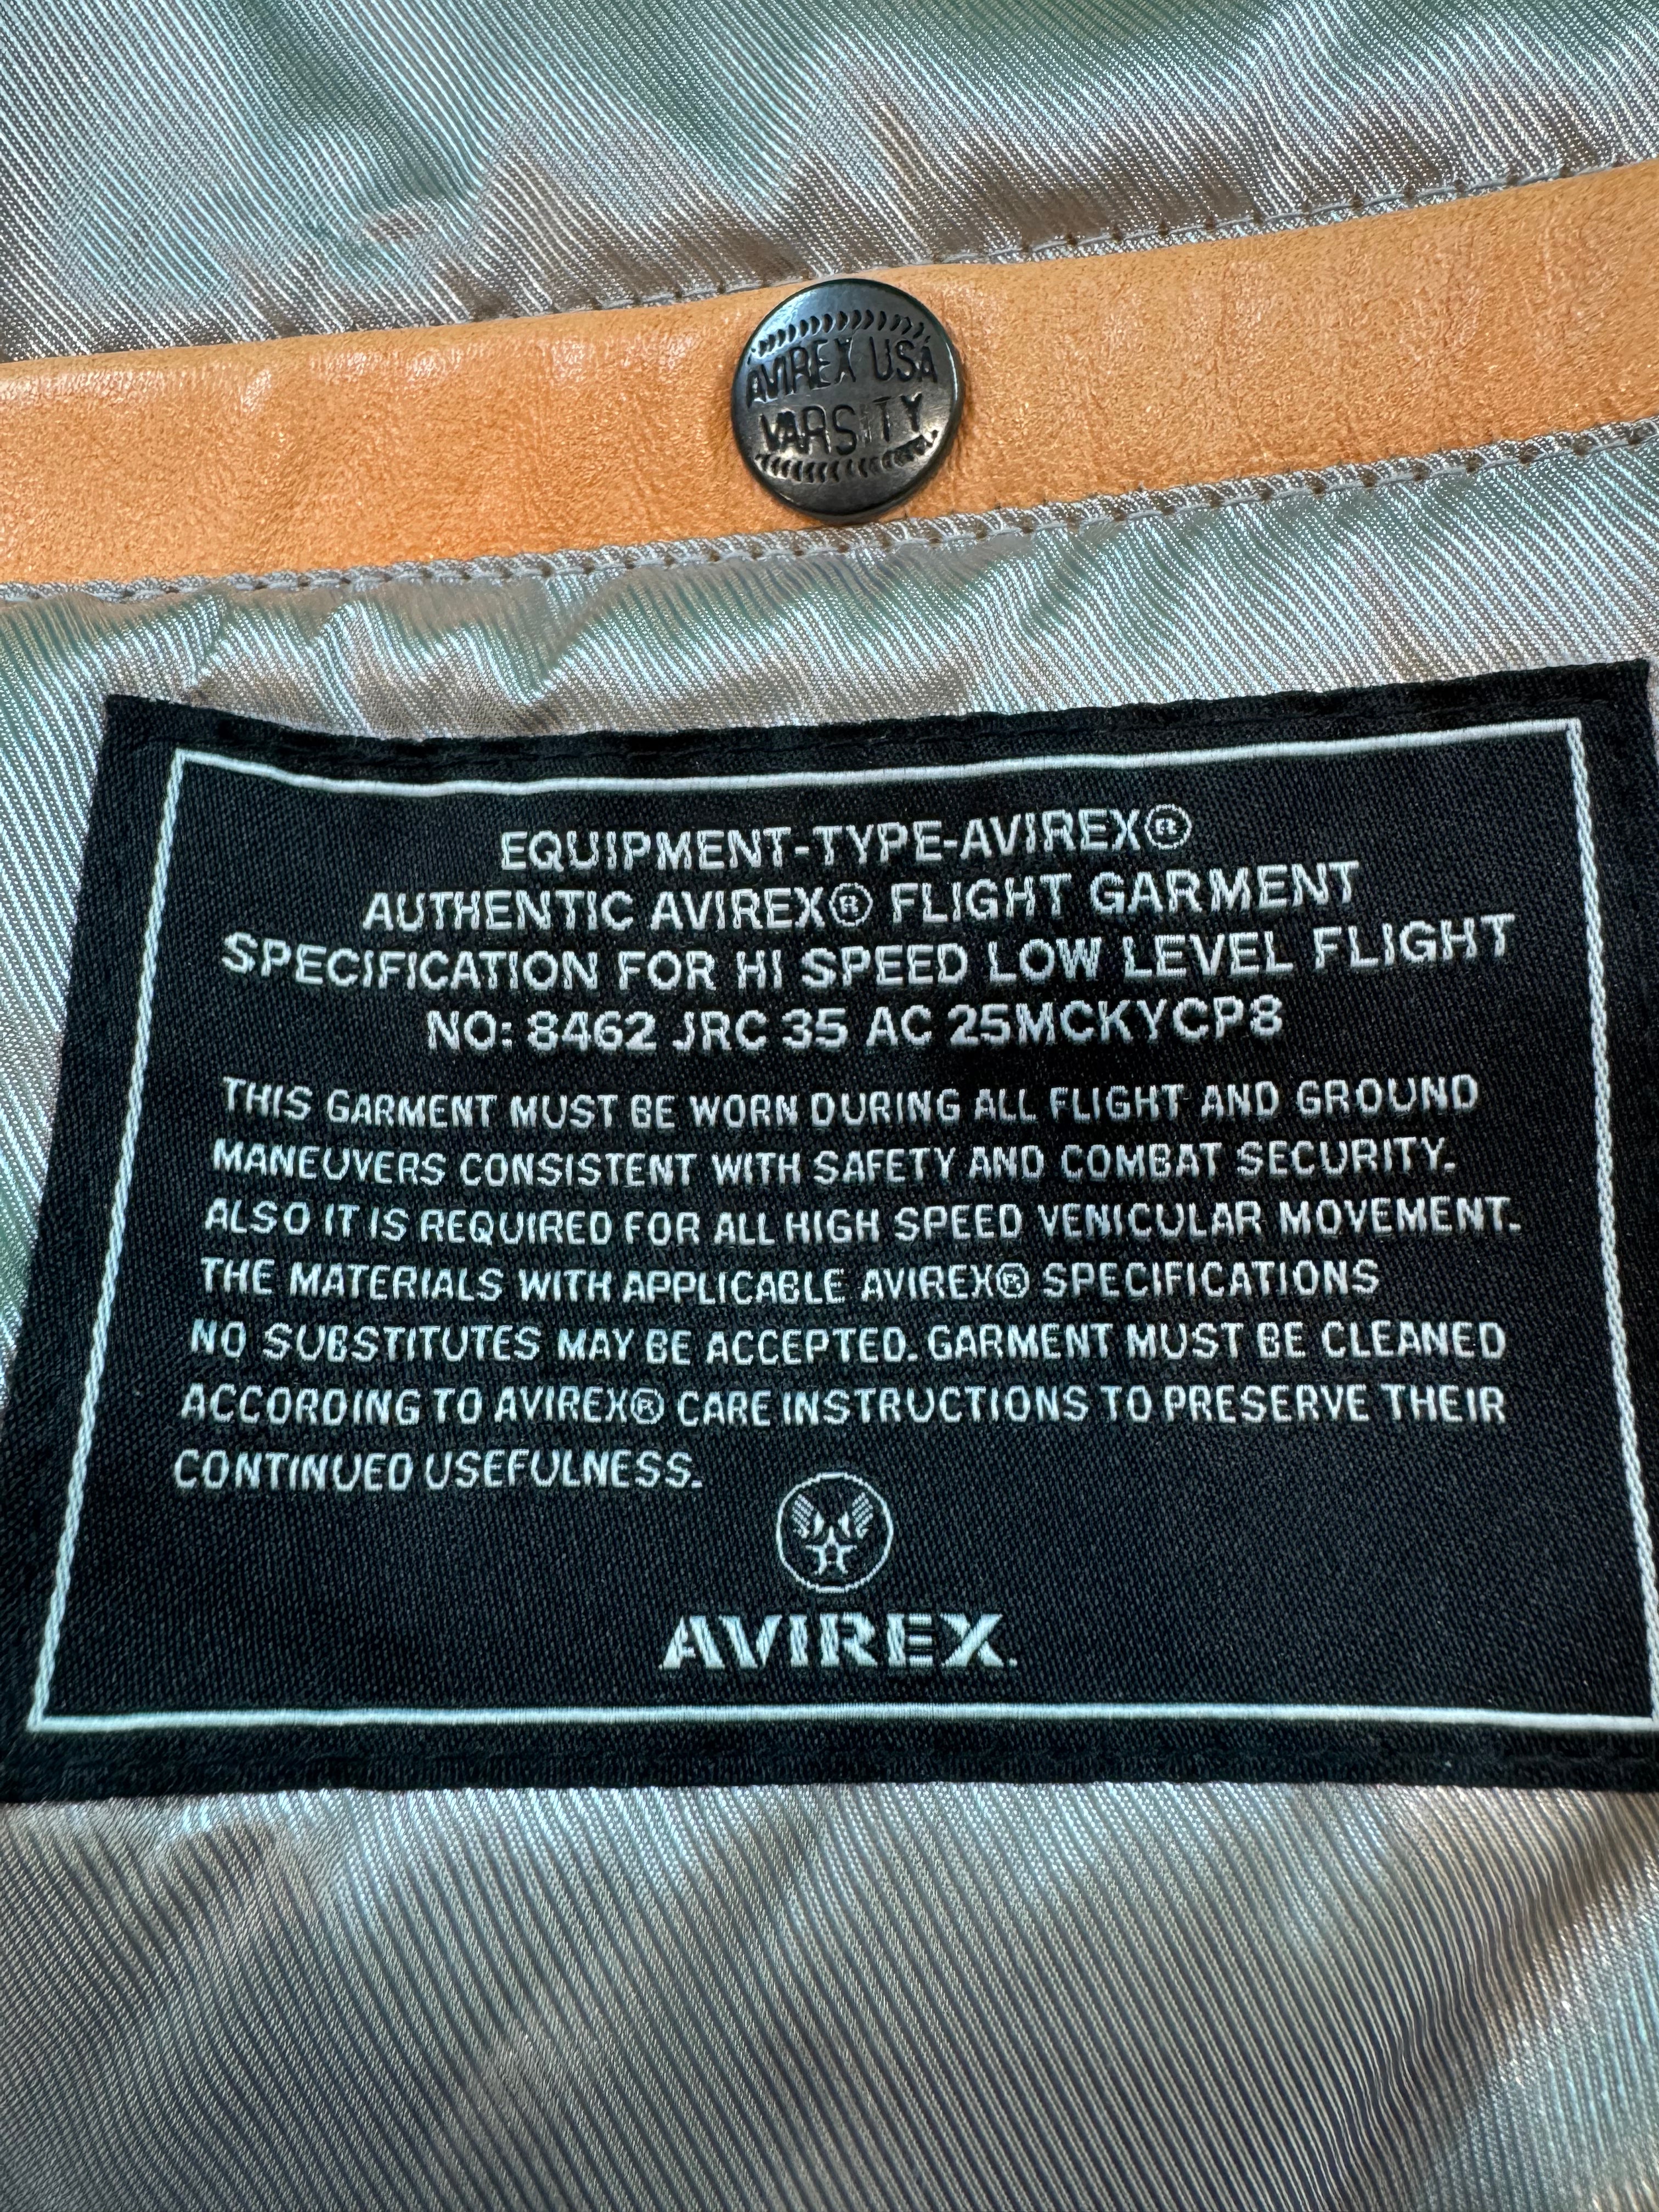 AVIREX USA
VARSITY
EQUIPMENT-TYPE-AVIREX®
AUTHENTIC AVIREX® FLIGHT GARMENT
SPECIFICATION FOR HI SPEED LOW LEVEL FLIGHT
NO: 8462 JRC 35 AC 25MCKYCP8
THIS GARMENT MUST BE WORN DURING ALL FLIGHT AND GROUND
MANEUVERS CONSISTENT WITH SAFETY AND COMBAT SECURITY.
ALSO IT IS REQUIRED FOR ALL HIGH SPEED VENICULAR MOVEMENT.
THE MATERIALS WITH APPLICABLE AVIREX® SPECIFICATIONS
NO SUBSTITUTES MAY BE ACCEPTED. GARMENT MUST BE CLEANED
ACCORDING TO AVIREX® CARE INSTRUCTIONS TO PRESERVE THEIR
CONTINUED USEFULNESS.
AVIREX.